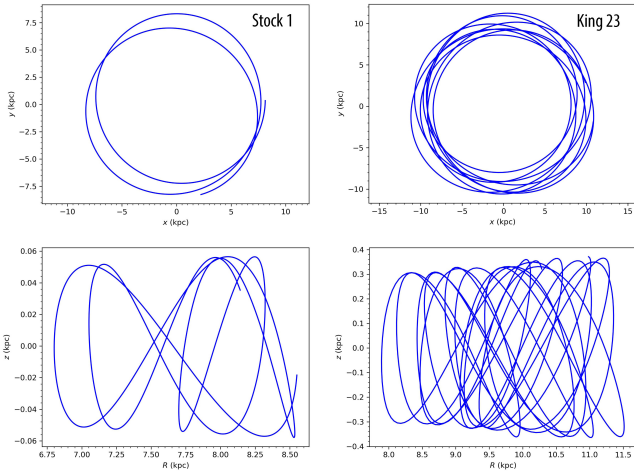 Stock 1
7.5
5.0
2.5
0.0
−2.5
−5.0
−7.5
y (kpc)
−10 −5 0 5 10
x (kpc)
King 23
10
5
0
−5
−10
y (kpc)
−15 −10 −5 0 5 10 15
x (kpc)
0.06
0.04
0.02
0.00
−0.02
−0.04
−0.06
z (kpc)
6.75 7.00 7.25 7.50 7.75 8.00 8.25 8.50
R (kpc)
0.4
0.3
0.2
0.1
0.0
−0.1
−0.2
−0.3
−0.4
z (kpc)
8.0 8.5 9.0 9.5 10.0 10.5 11.0 11.5
R (kpc)